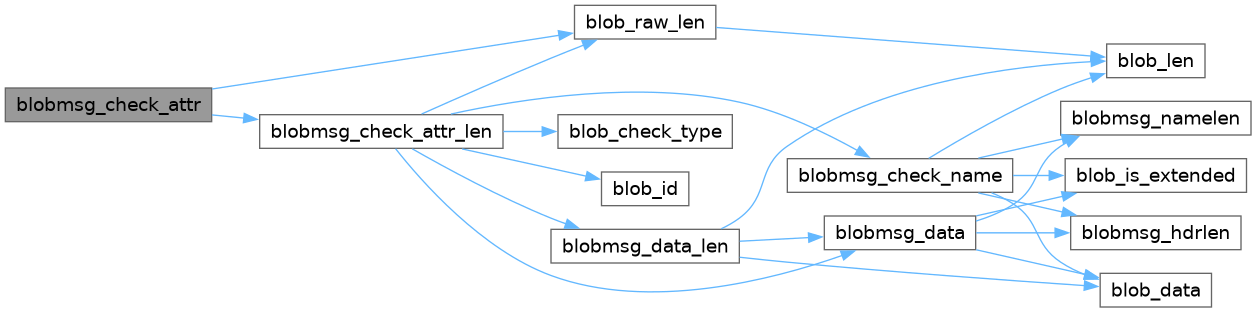 blobmsg_check_attr
blob_raw_len
blobmsg_check_attr_len
blob_check_type
blob_id
blobmsg_data_len
blobmsg_check_name
blobmsg_data
blob_len
blobmsg_namelen
blob_is_extended
blobmsg_hdrlen
blob_data